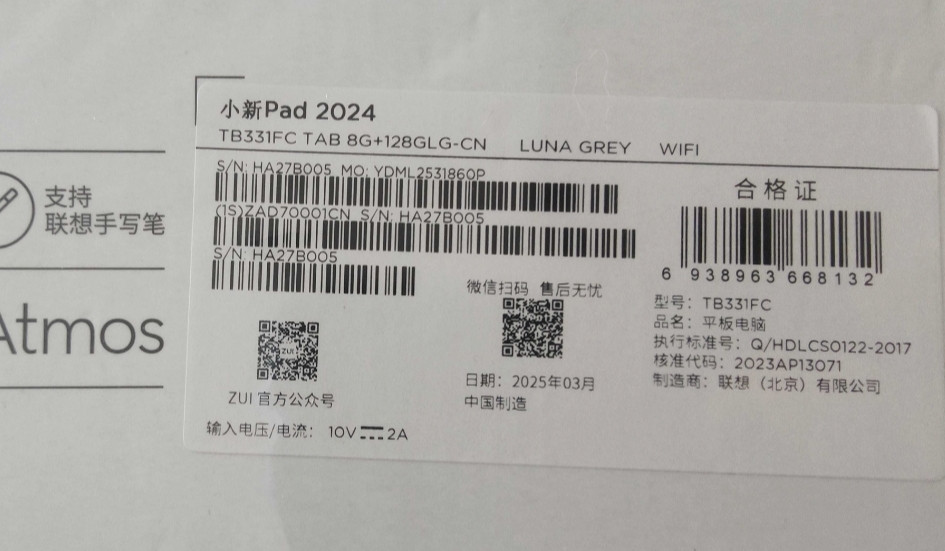 小新Pad 2024
TB331FC TAB 8G+128GLG-CN LUNA GREY WIFI
S/N: HA27B005 MO: YDML2531860P
(1S)ZAD70001CN S/N: HA27B005
S/N: HA27B005
合格证
6 938963 668132
支持
联想手写笔
Atmos
微信扫码 售后无忧
型号: TB331FC
品名: 平板电脑
执行标准号: Q/HDLCS0122-2017
核准代码: 2023AP13071
制造商: 联想（北京）有限公司
ZUI
ZUI 官方公众号
日期: 2025年03月
中国制造
输入电压/电流: 10V⎓2A